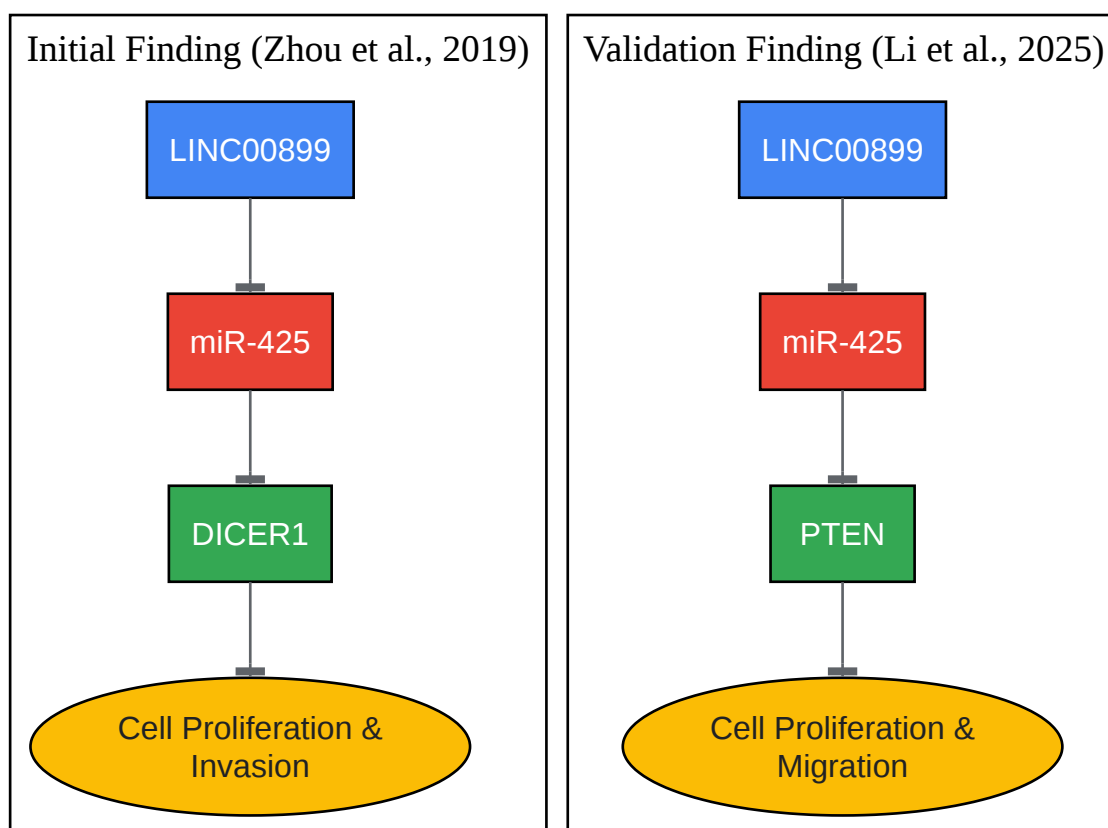 Initial Finding (Zhou et al., 2019)
LINC00899
miR-425
DICER1
Cell Proliferation &
Invasion
Validation Finding (Li et al., 2025)
LINC00899
miR-425
PTEN
Cell Proliferation &
Migration